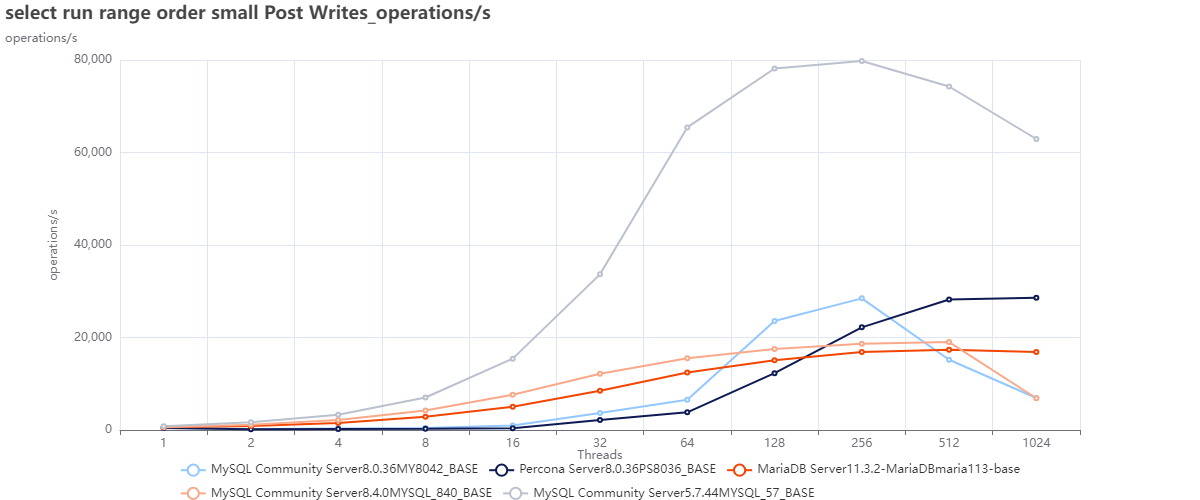 select run range order small Post Writes_operations/s
operations/s
80,000
60,000
40,000
20,000
0
operations/s
1 2 4 8 16 32 64 128 256 512 1024
Threads
MySQL Community Server8.0.36MY8042_BASE Percona Server8.0.36PS8036_BASE MariaDB Server11.3.2-MariaDBmaria113-base
MySQL Community Server8.4.0MYSQL_840_BASE MySQL Community Server5.7.44MYSQL_57_BASE